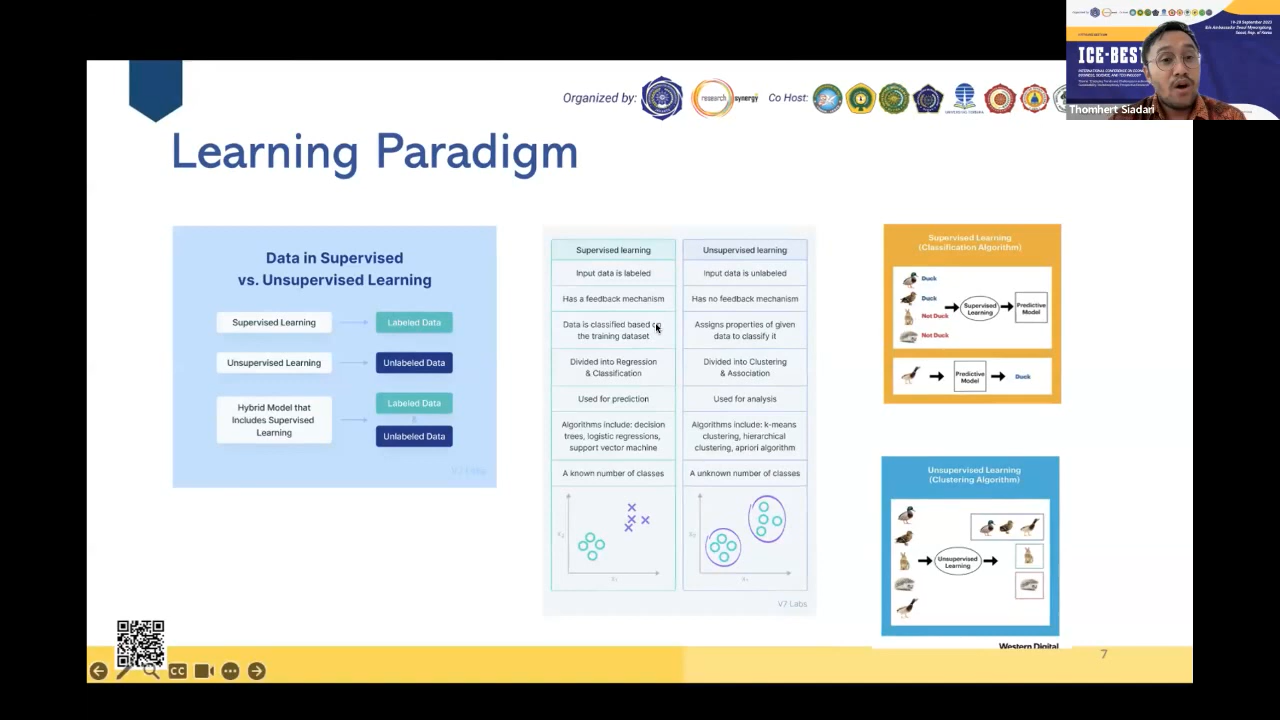 Organized by:
research synergy
Co Host:
ICE-BEST
Thomhert Siadari
Learning Paradigm
Data in Supervised
vs. Unsupervised Learning
Supervised Learning
Labeled Data
Unsupervised Learning
Unlabeled Data
Hybrid Model that
Includes Supervised
Learning
Labeled Data
&
Unlabeled Data
V7 Labs
Supervised learning
Unsupervised learning
Input data is labeled
Input data is unlabeled
Has a feedback mechanism
Has no feedback mechanism
Data is classified based on
the training dataset
Assigns properties of given
data to classify it
Divided into Regression
& Classification
Divided into Clustering
& Association
Used for prediction
Used for analysis
Algorithms include: decision
trees, logistic regressions,
support vector machine
Algorithms include: k-means
clustering, hierarchical
clustering, apriori algorithm
A known number of classes
A unknown number of classes
V7 Labs
Supervised Learning
(Classification Algorithm)
Duck
Duck
Not Duck
Not Duck
Supervised
Learning
Predictive
Model
Predictive
Model
Duck
Unsupervised Learning
(Clustering Algorithm)
Unsupervised
Learning
Western Digital
7
CC